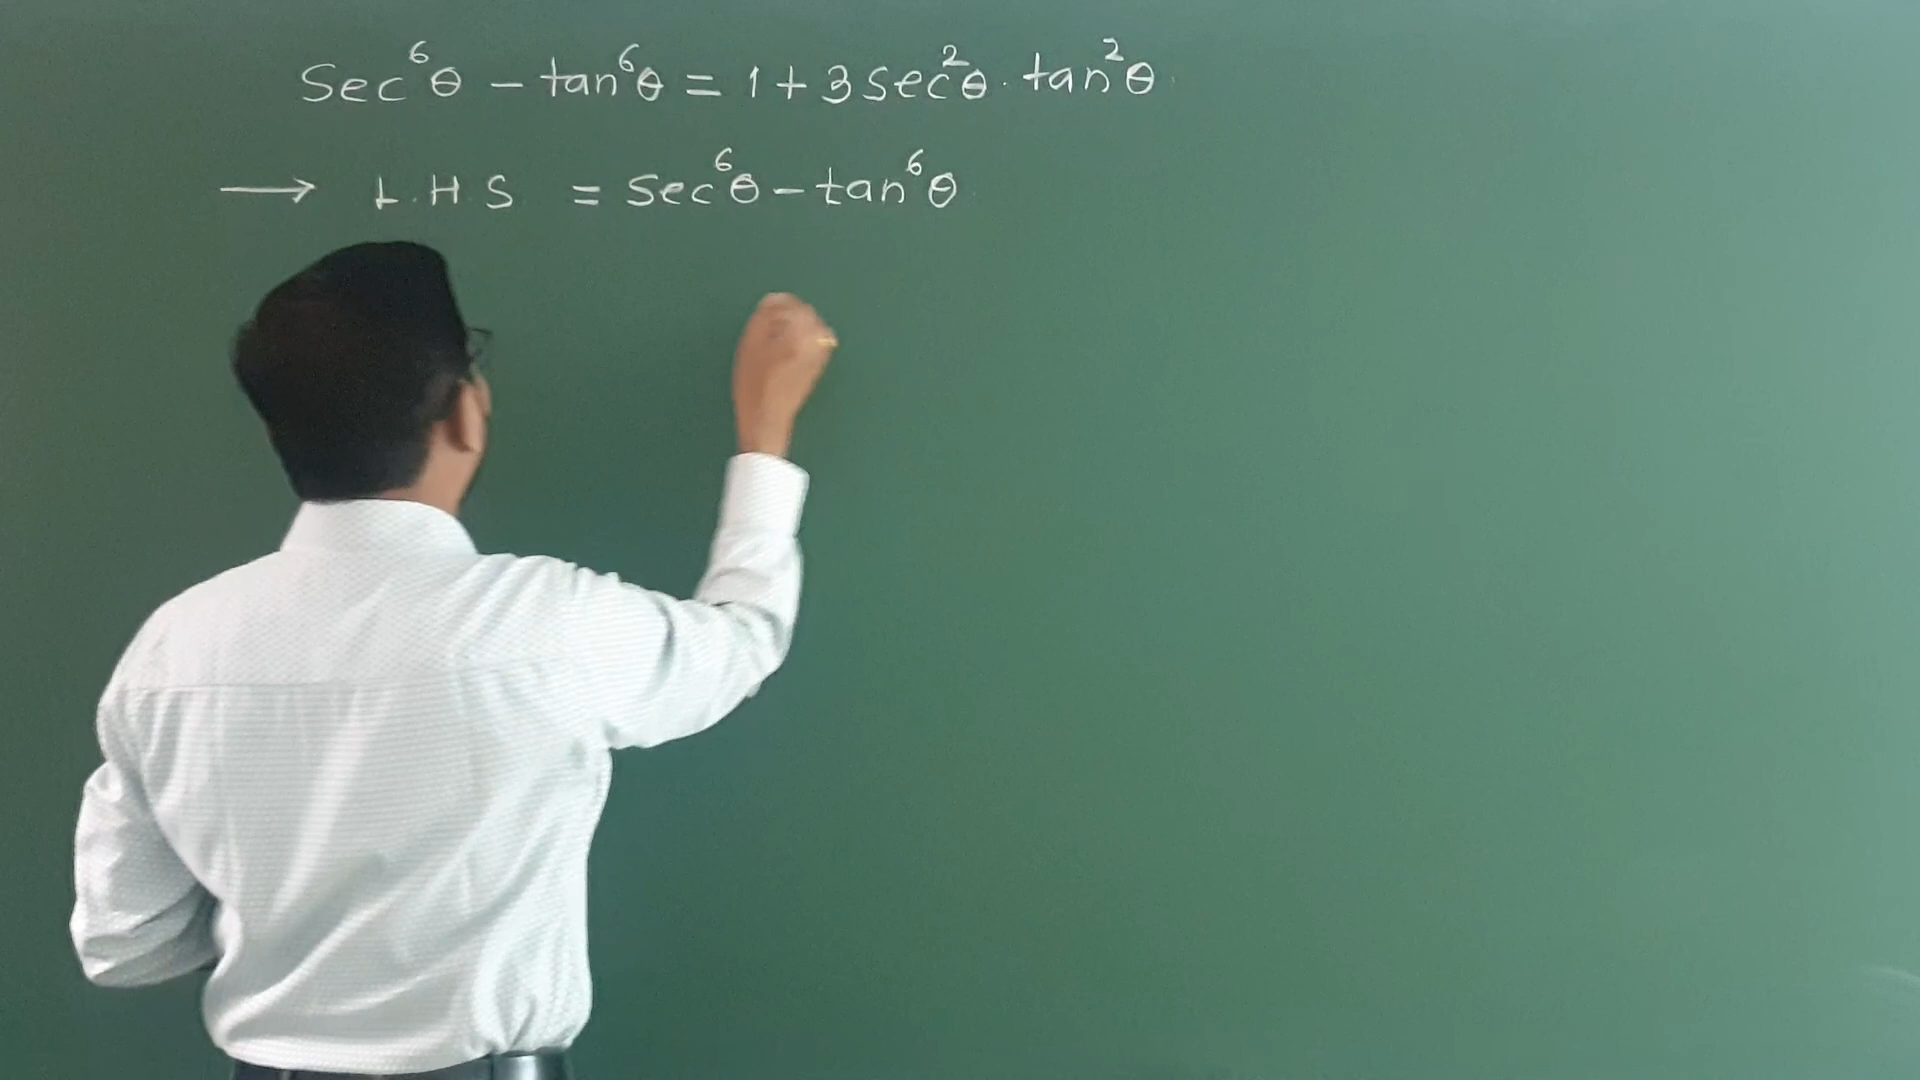 Sec⁶θ - tan⁶θ = 1 + 3 sec²θ . tan²θ
→ L.H.S = Sec⁶θ - tan⁶θ